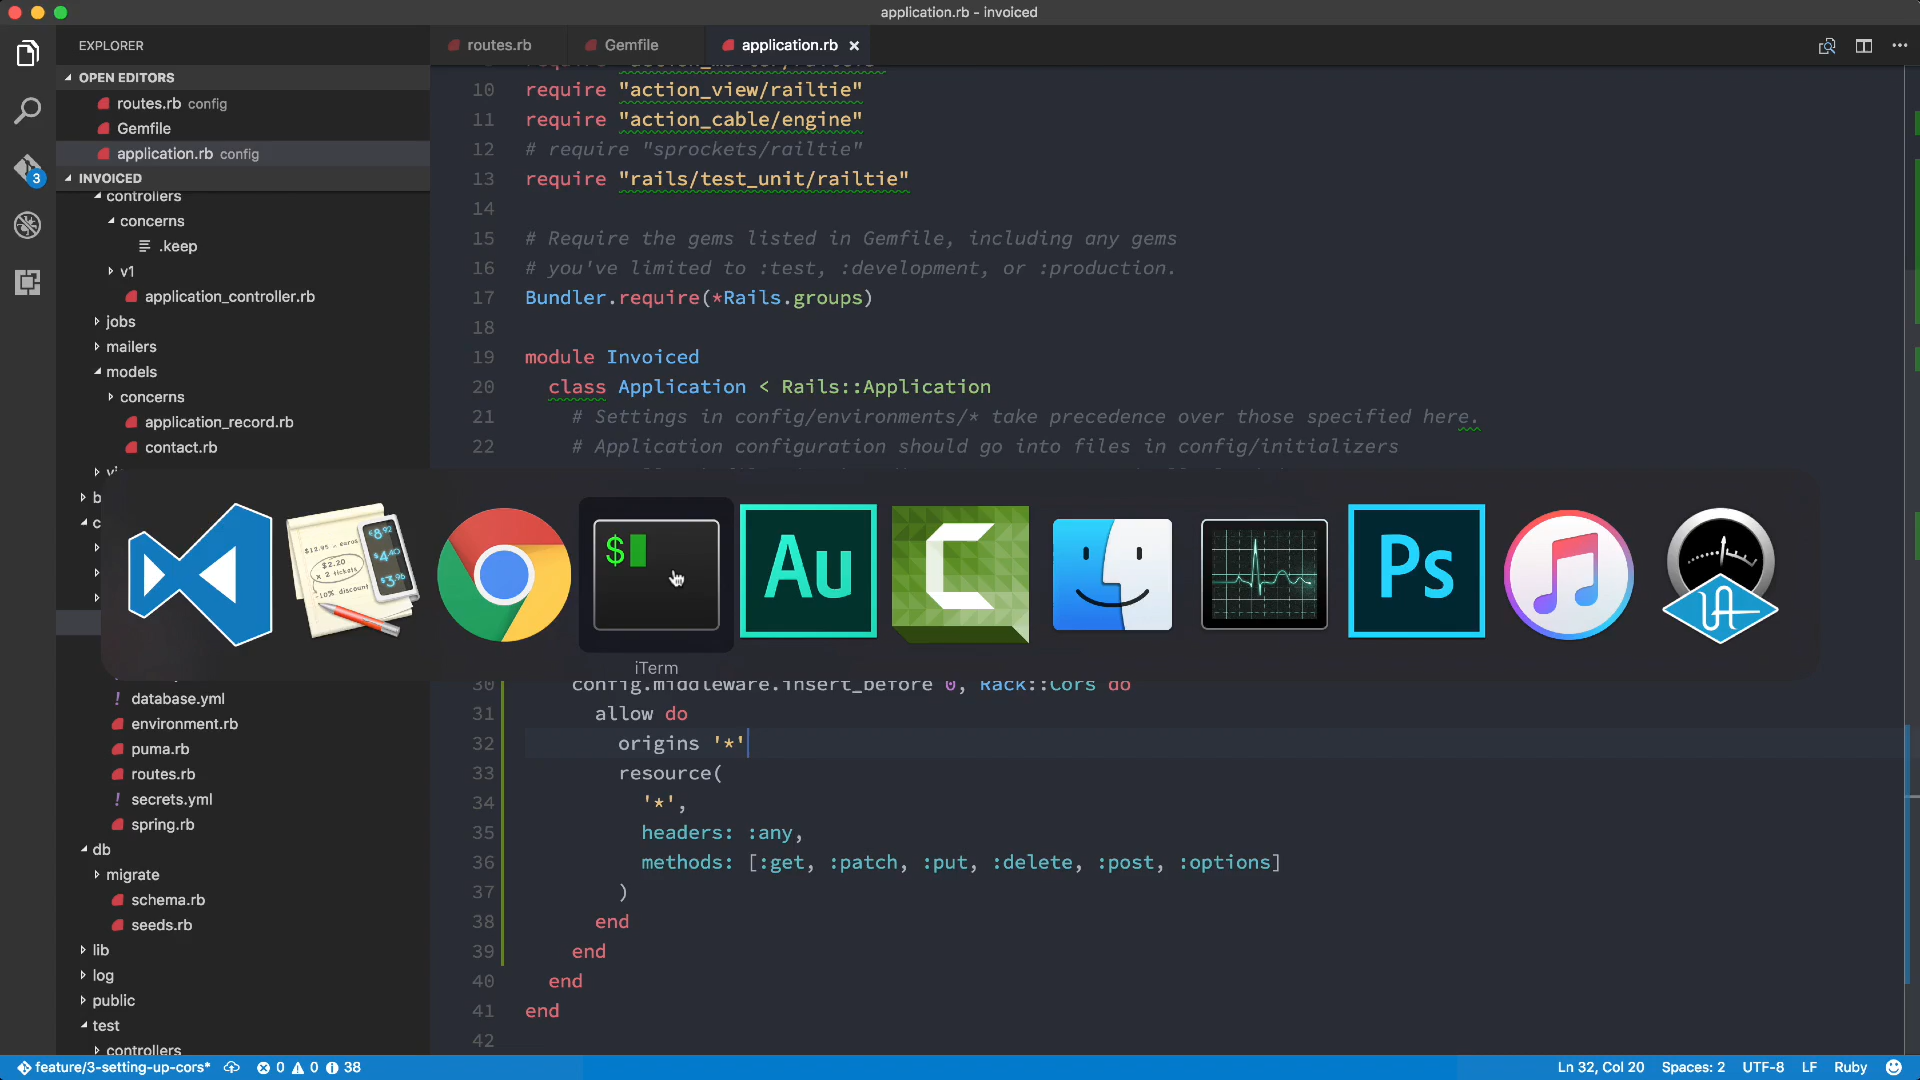 application.rb - invoiced
EXPLORER
routes.rb
Gemfile
application.rb
OPEN EDITORS
routes.rb config
Gemfile
application.rb config
INVOICED
controllers
concerns
.keep
v1
application_controller.rb
jobs
mailers
models
concerns
application_record.rb
contact.rb
database.yml
environment.rb
puma.rb
routes.rb
secrets.yml
spring.rb
db
migrate
schema.rb
seeds.rb
lib
log
public
test
controllers
3
10 require "action_view/railtie"
11 require "action_cable/engine"
12 # require "sprockets/railtie"
13 require "rails/test_unit/railtie"
14
15 # Require the gems listed in Gemfile, including any gems
16 # you've limited to :test, :development, or :production.
17 Bundler.require(*Rails.groups)
18
19 module Invoiced
20 class Application < Rails::Application
21 # Settings in config/environments/* take precedence over those specified here.
22 # Application configuration should go into files in config/initializers
$
Au
Ps
iTerm
30 config.middleware.insert_before 0, Rack::Cors do
31 allow do
32 origins '*'
33 resource(
34 '*',
35 headers: :any,
36 methods: [:get, :patch, :put, :delete, :post, :options]
37 )
38 end
39 end
40 end
41 end
42
feature/3-setting-up-cors* 0 0 38
Ln 32, Col 20 Spaces: 2 UTF-8 LF Ruby